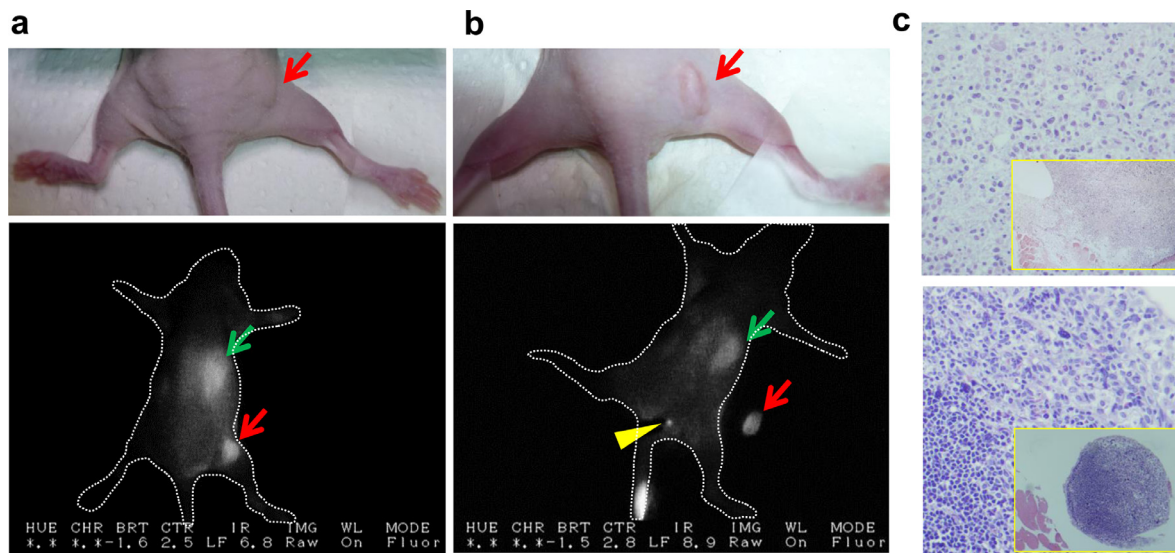 a
b
c
HUE CHR BRT CTR IR IMG WL MODE
*.* *.*-1.6 2.5 LF 6.8 Raw On Fluor
HUE CHR BRT CTR IR IMG WL MODE
*.* *.*-1.5 2.8 LF 8.9 Raw On Fluor